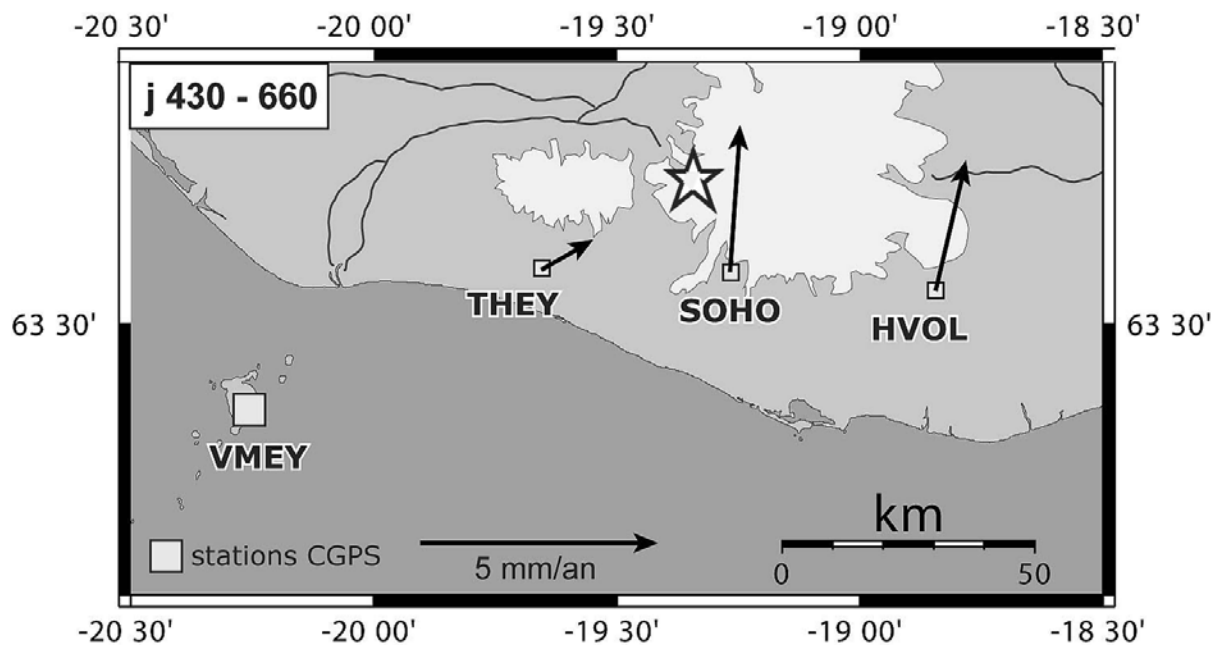 -20 30' -20 00' -19 30' -19 00' -18 30'
j 430 - 660
THEY
SOHO
HVOL
63 30' 63 30'
VMEY
km
stations CGPS
5 mm/an
0 50
-20 30' -20 00' -19 30' -19 00' -18 30'